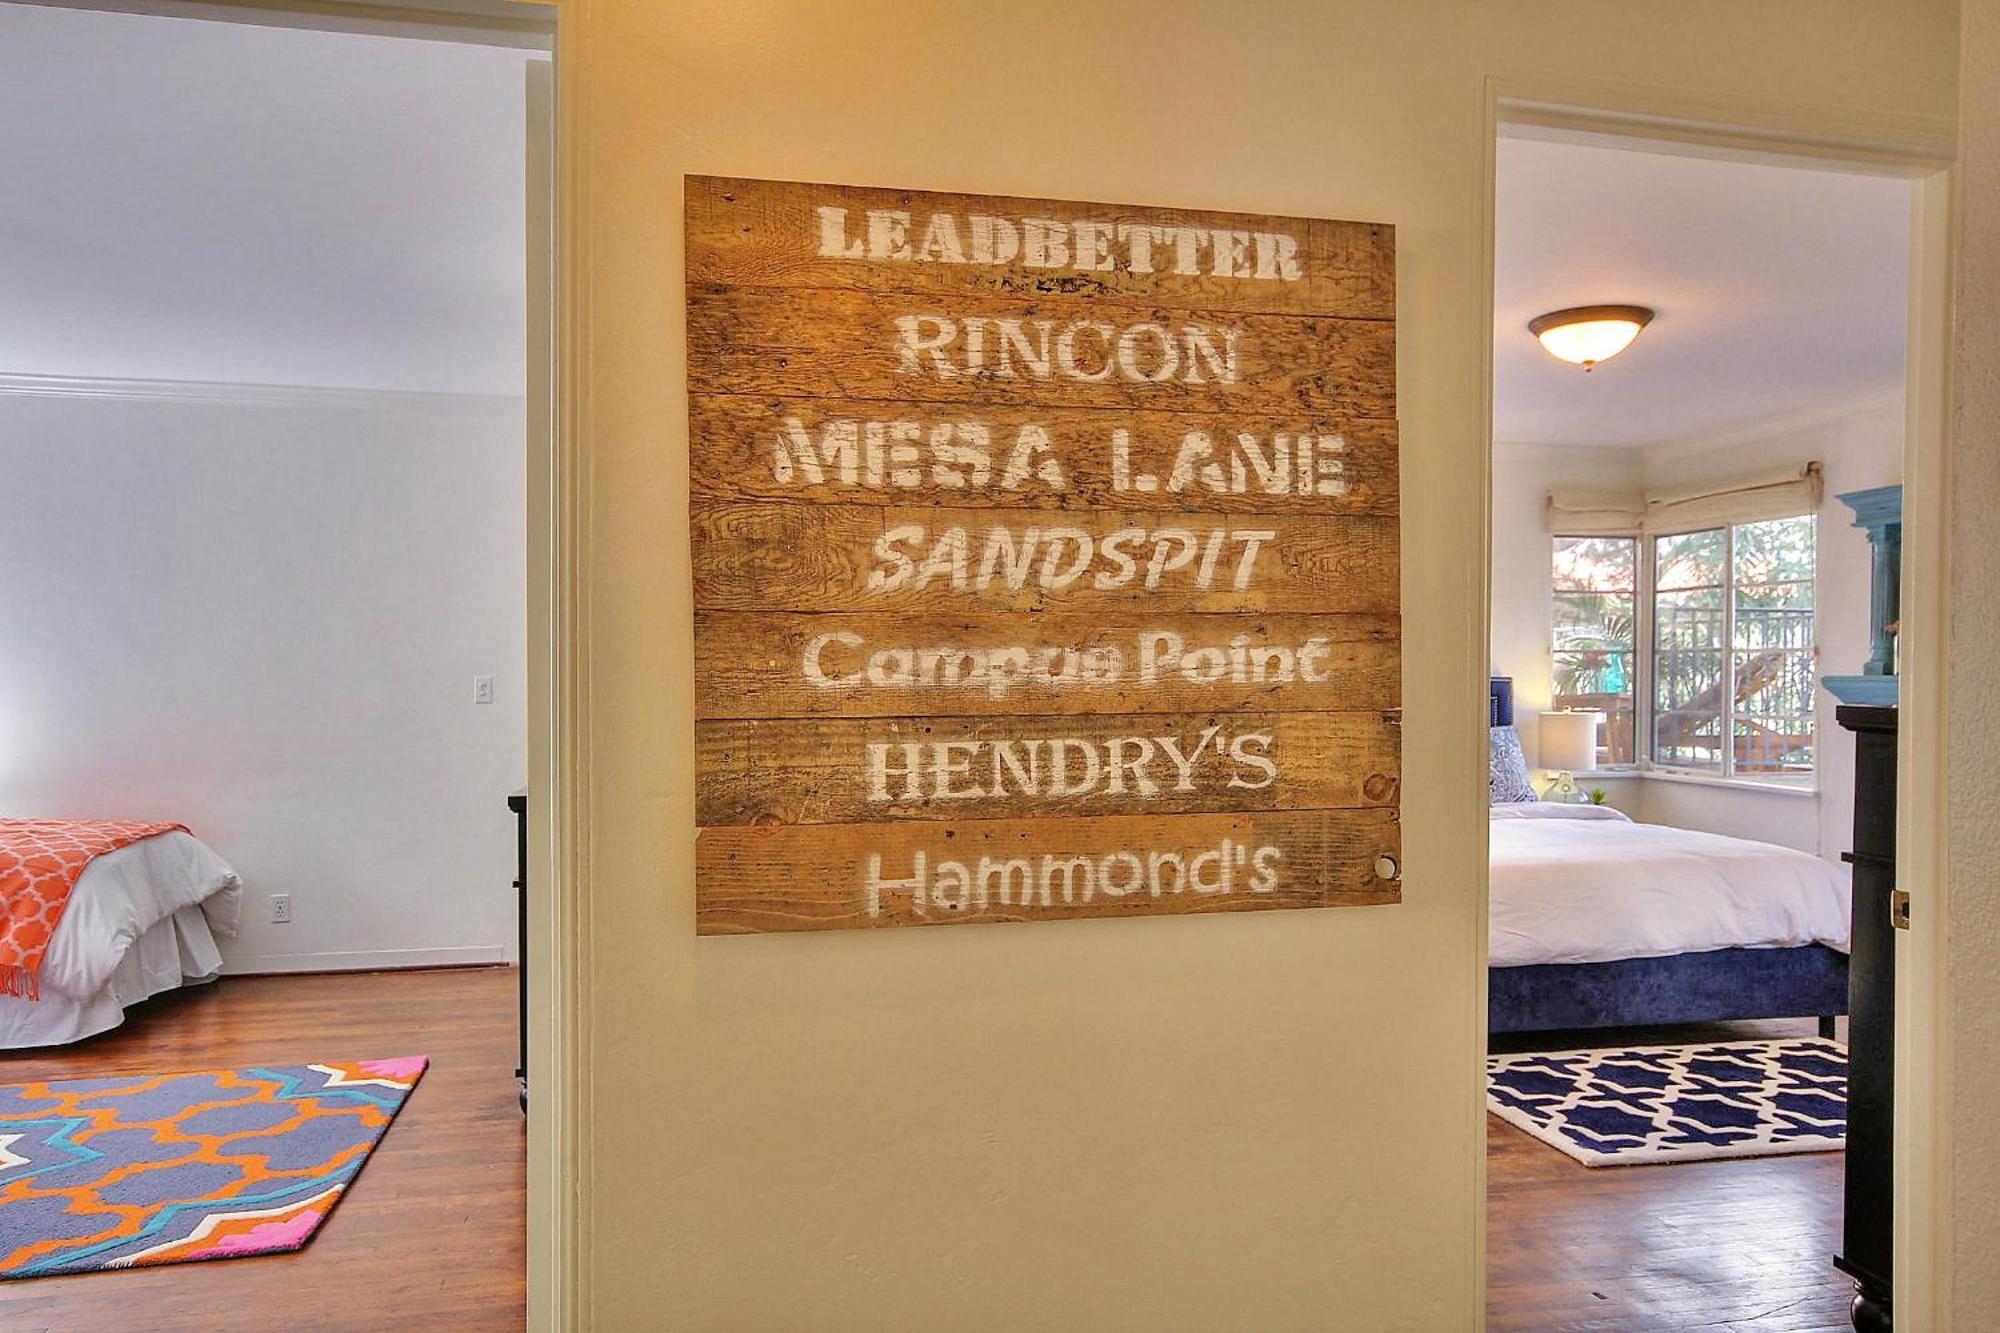 LEADBETTER
RINCON
MESA LANE
SANDSPIT
Campus Point
HENDRY'S
Hammond's